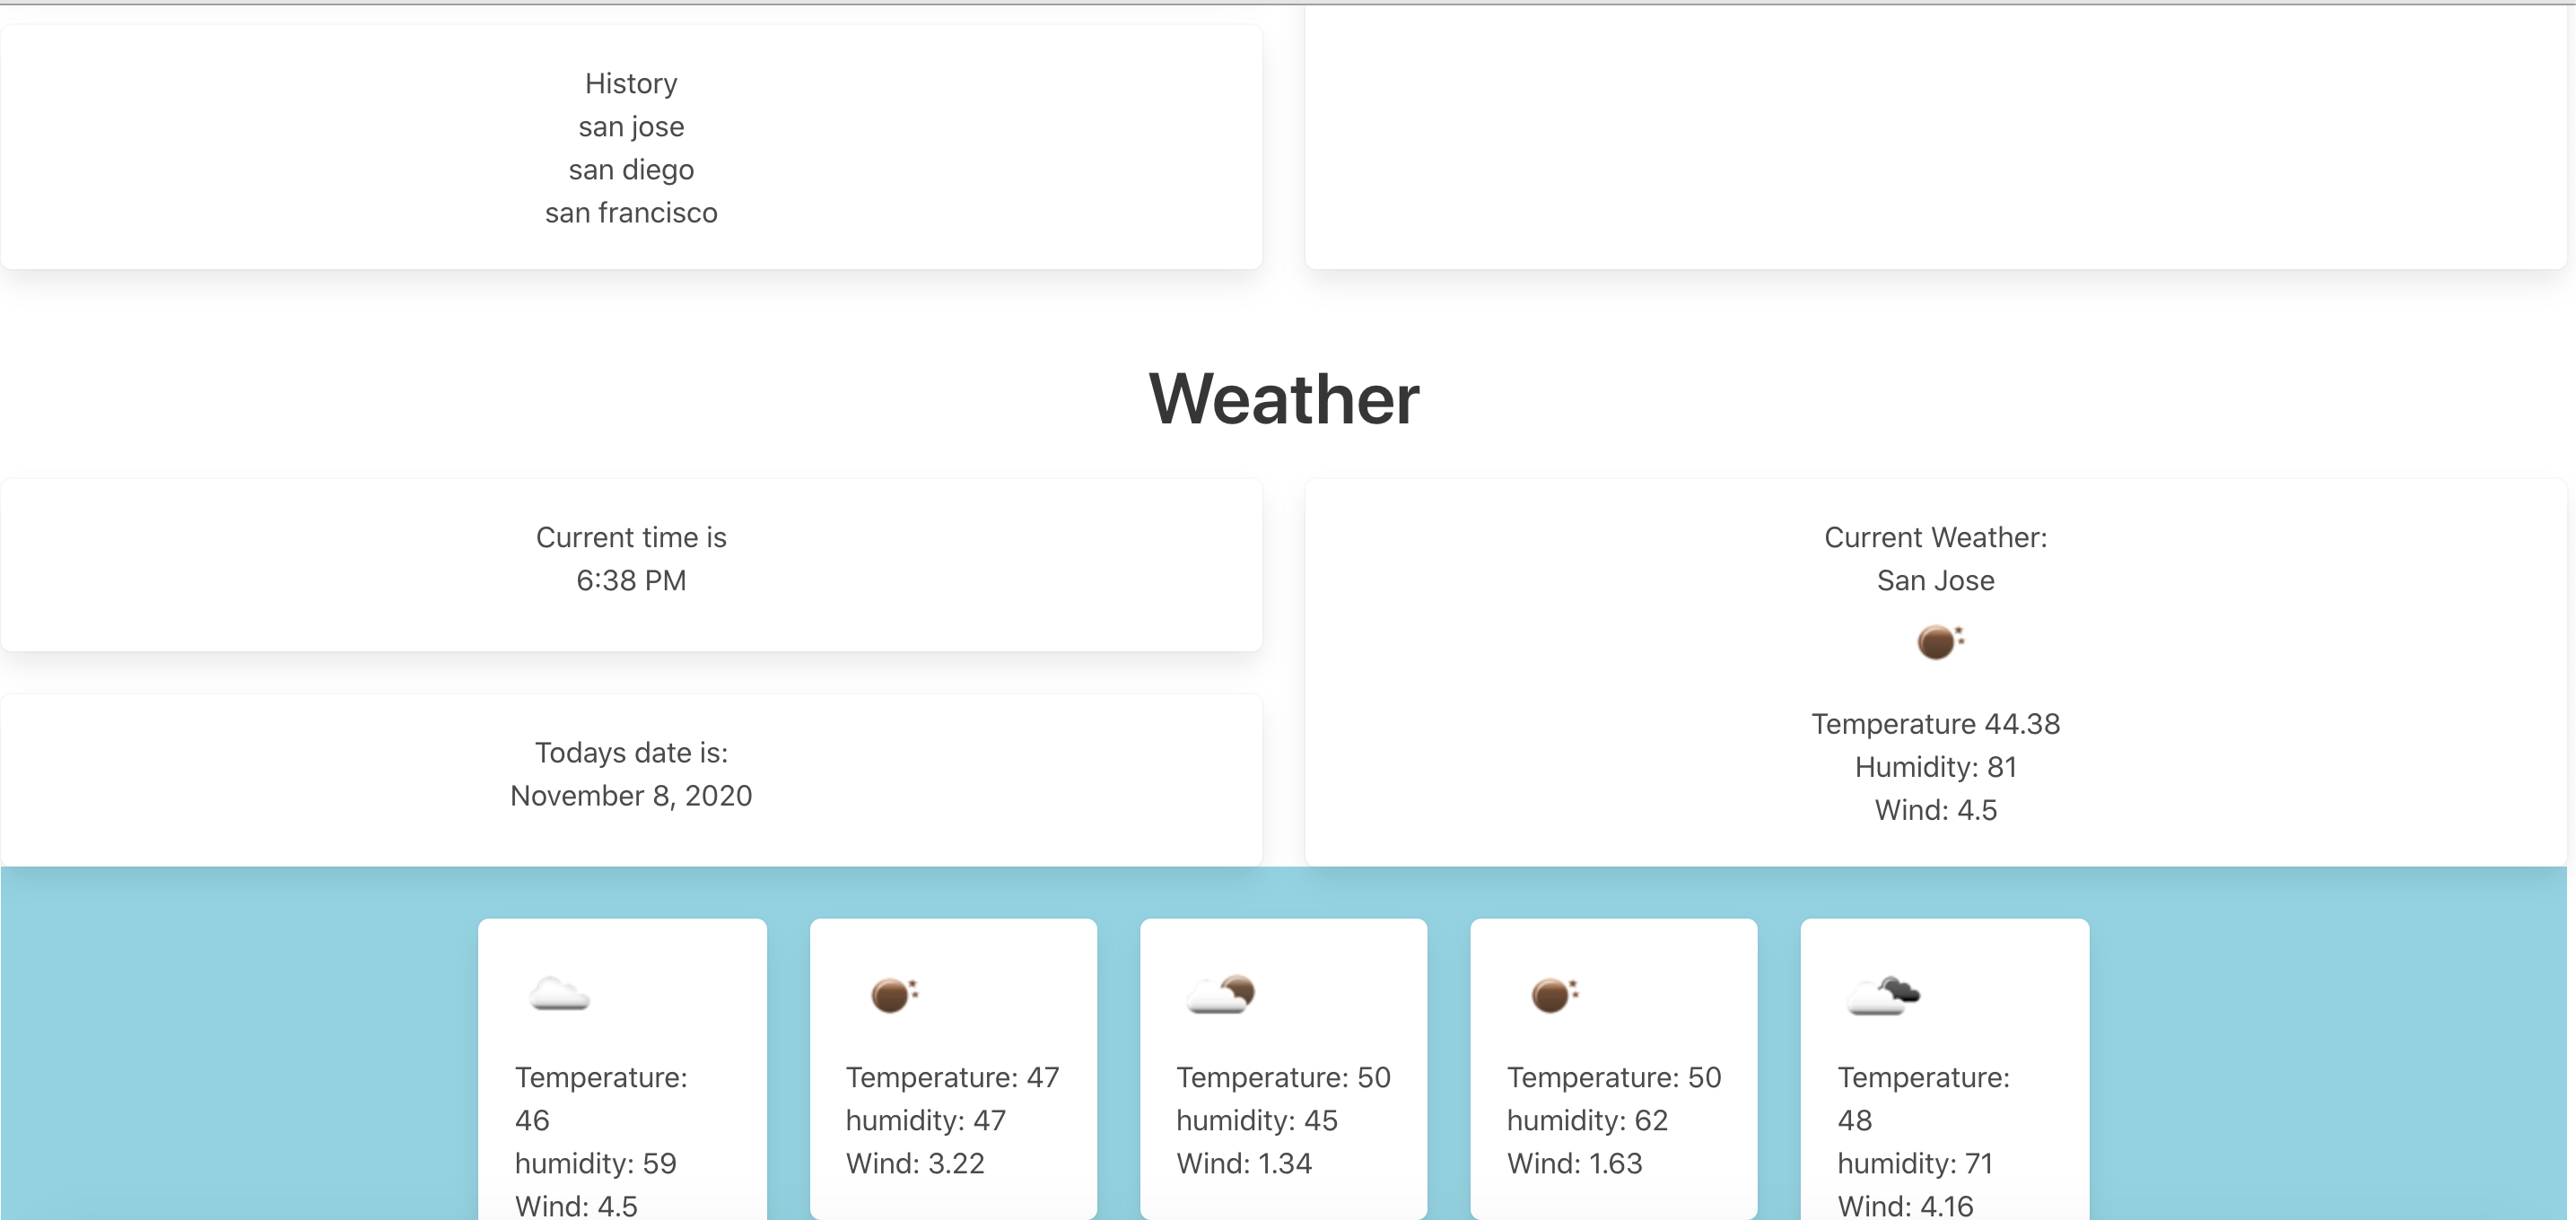 History
san jose
san diego
san francisco
Weather
Current time is
6:38 PM
Todays date is:
November 8, 2020
Current Weather:
San Jose
Temperature 44.38
Humidity: 81
Wind: 4.5
Temperature:
46
humidity: 59
Wind: 4.5
Temperature: 47
humidity: 47
Wind: 3.22
Temperature: 50
humidity: 45
Wind: 1.34
Temperature: 50
humidity: 62
Wind: 1.63
Temperature:
48
humidity: 71
Wind: 4.16